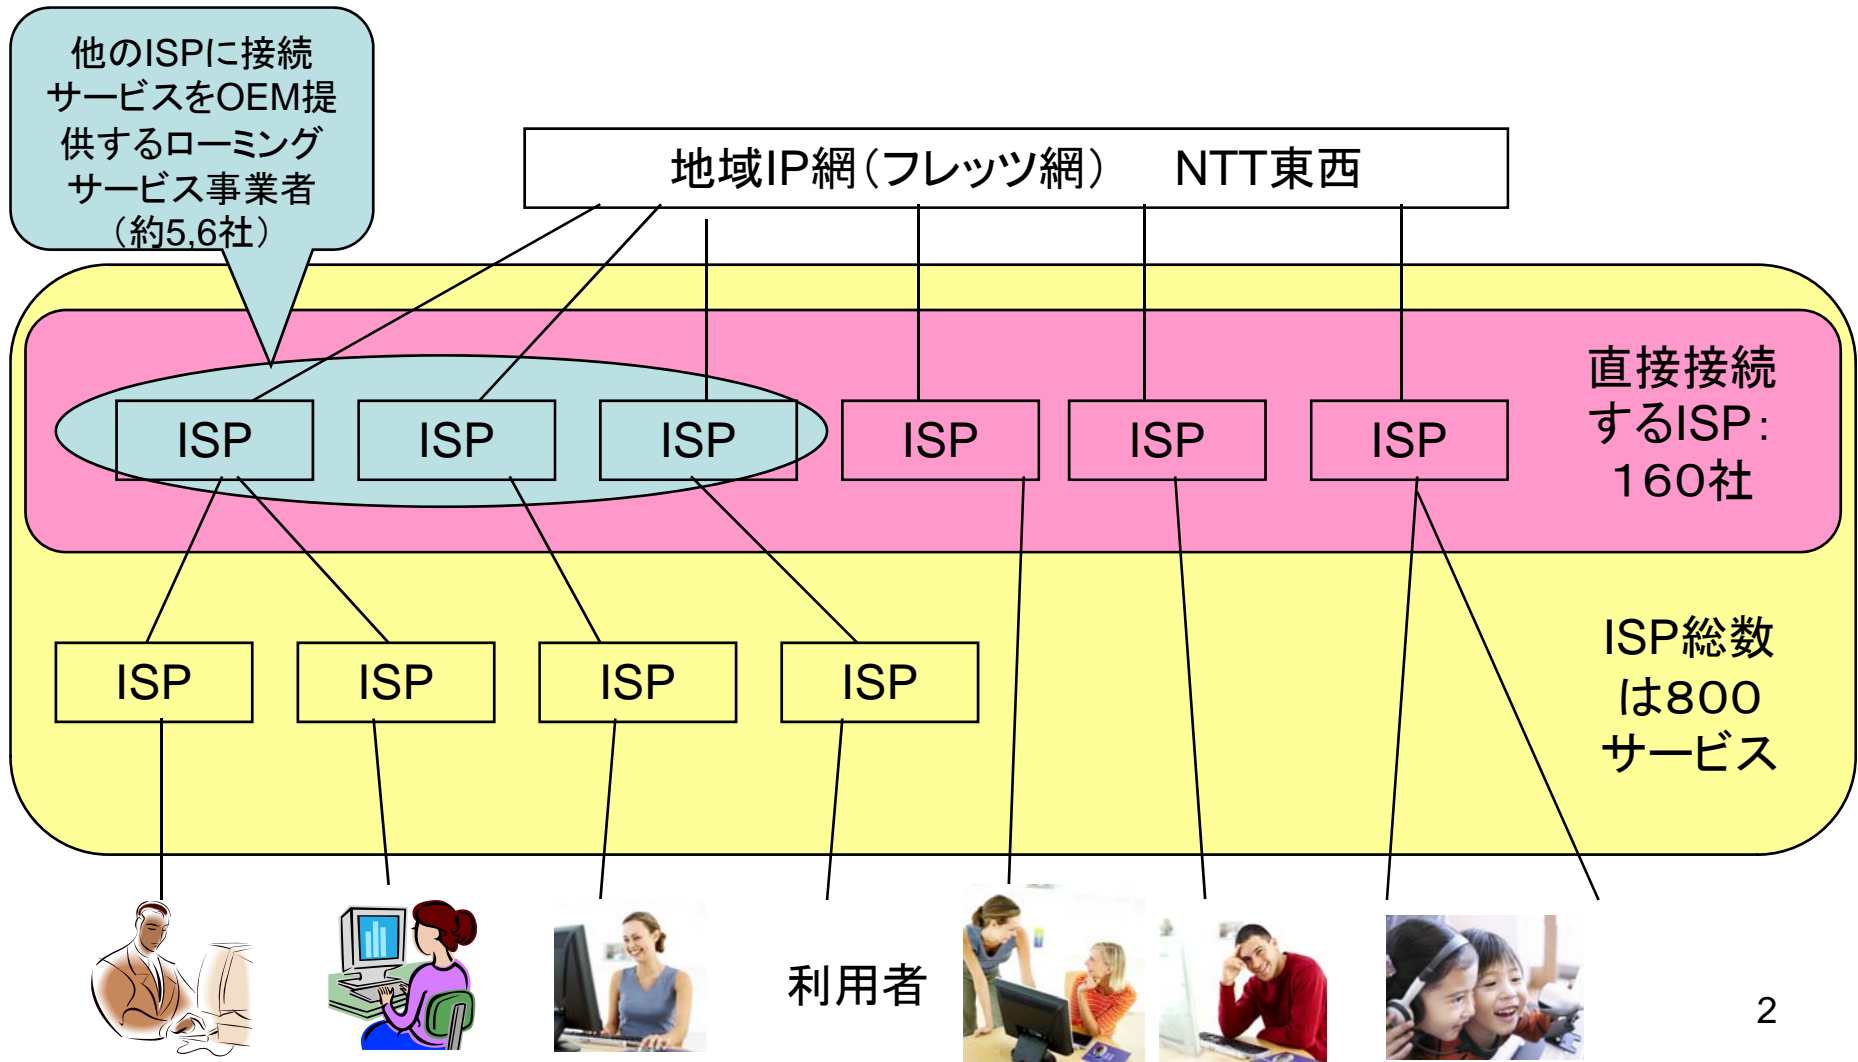 他のISPに接続
サービスをOEM提
供するローミング
サービス事業者
（約5,6社）
地域IP網（フレッツ網）　NTT東西
直接接続
するISP：
１６０社
ISP ISP ISP ISP ISP ISP
ISP総数
は８００
サービス
ISP ISP ISP ISP
利用者
2